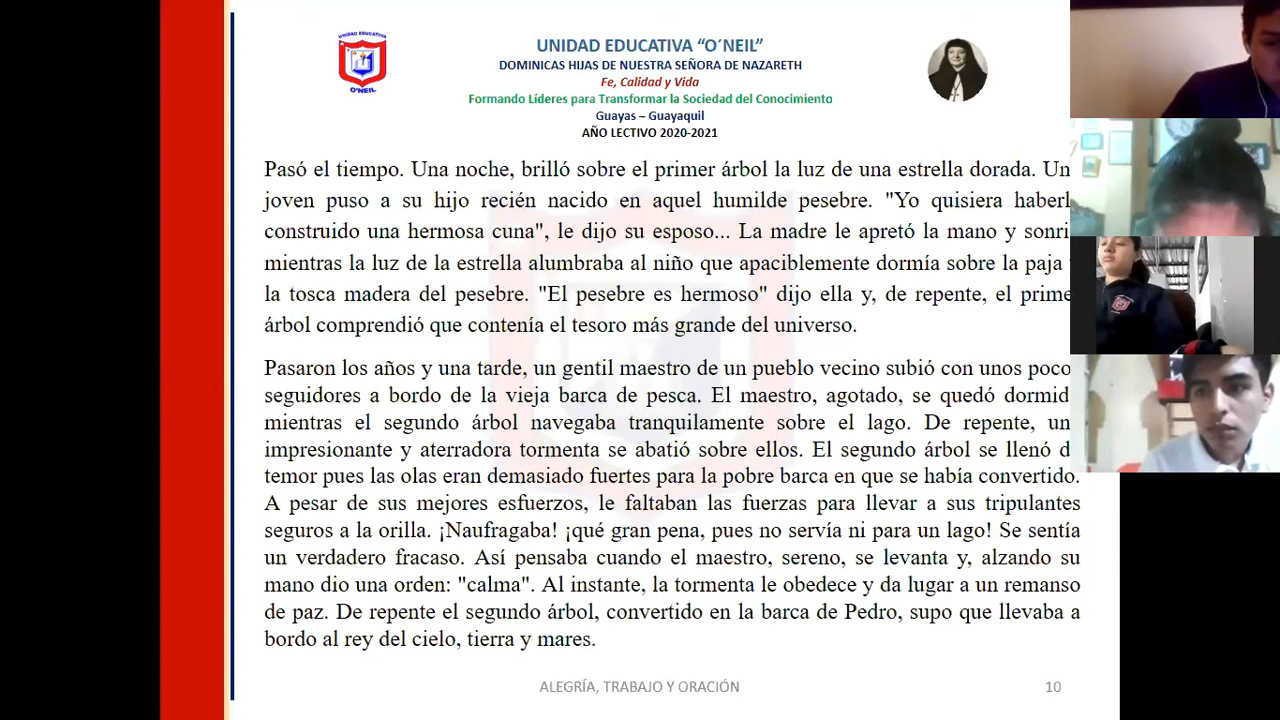 UNIDAD EDUCATIVA
O´NEIL
UNIDAD EDUCATIVA “O´NEIL”
DOMINICAS HIJAS DE NUESTRA SEÑORA DE NAZARETH
Fe, Calidad y Vida
Formando Líderes para Transformar la Sociedad del Conocimiento
Guayas – Guayaquil
AÑO LECTIVO 2020-2021
Pasó el tiempo. Una noche, brilló sobre el primer árbol la luz de una estrella dorada. Un
joven puso a su hijo recién nacido en aquel humilde pesebre. "Yo quisiera haberl
construido una hermosa cuna", le dijo su esposo... La madre le apretó la mano y sonri
mientras la luz de la estrella alumbraba al niño que apaciblemente dormía sobre la paja
la tosca madera del pesebre. "El pesebre es hermoso" dijo ella y, de repente, el prime
árbol comprendió que contenía el tesoro más grande del universo.
Pasaron los años y una tarde, un gentil maestro de un pueblo vecino subió con unos poco
seguidores a bordo de la vieja barca de pesca. El maestro, agotado, se quedó dormid
mientras el segundo árbol navegaba tranquilamente sobre el lago. De repente, un
impresionante y aterradora tormenta se abatió sobre ellos. El segundo árbol se llenó d
temor pues las olas eran demasiado fuertes para la pobre barca en que se había convertido.
A pesar de sus mejores esfuerzos, le faltaban las fuerzas para llevar a sus tripulantes
seguros a la orilla. ¡Naufragaba! ¡qué gran pena, pues no servía ni para un lago! Se sentía
un verdadero fracaso. Así pensaba cuando el maestro, sereno, se levanta y, alzando su
mano dio una orden: "calma". Al instante, la tormenta le obedece y da lugar a un remanso
de paz. De repente el segundo árbol, convertido en la barca de Pedro, supo que llevaba a
bordo al rey del cielo, tierra y mares.
ALEGRÍA, TRABAJO Y ORACIÓN
10